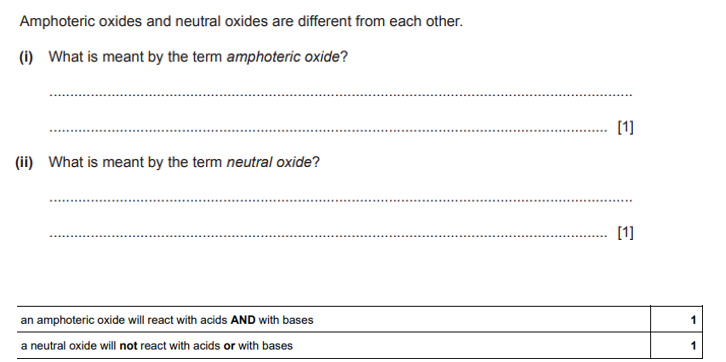 Amphoteric oxides and neutral oxides are different from each other.
(i) What is meant by the term amphoteric oxide?
..........................................................................................................................................
.................................................................................................................................... [1]
(ii) What is meant by the term neutral oxide?
..........................................................................................................................................
.................................................................................................................................... [1]
an amphoteric oxide will react with acids AND with bases 1
a neutral oxide will not react with acids or with bases 1